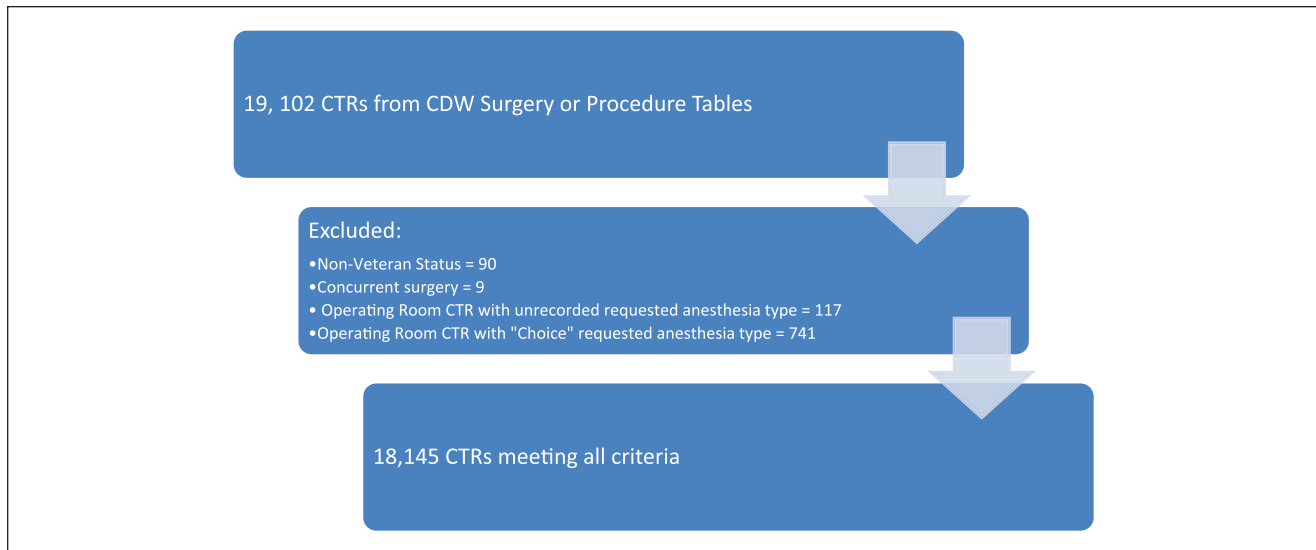 19, 102 CTRs from CDW Surgery or Procedure Tables
Excluded:
•Non-Veteran Status = 90
•Concurrent surgery = 9
• Operating Room CTR with unrecorded requested anesthesia type = 117
•Operating Room CTR with "Choice" requested anesthesia type = 741
18,145 CTRs meeting all criteria